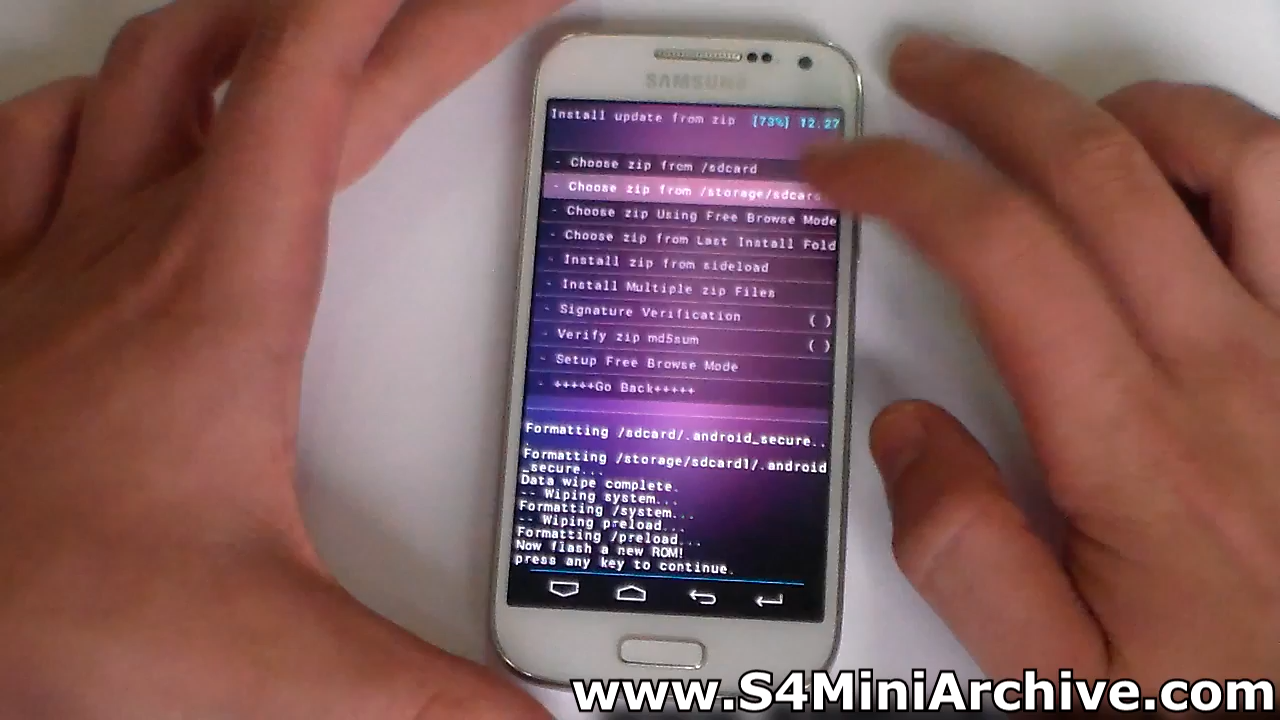 SAMSUNG
Install update from zip [73%] 12.27
- Choose zip from /sdcard
- Choose zip from /storage/sdcar
- Choose zip Using Free Browse Mode
- Choose zip from Last Install Fold
- Install zip from sideload
- Install Multiple zip Files
- Signature Verification ( )
- Verify zip md5sum ( )
- Setup Free Browse Mode
- +++++Go Back+++++
Formatting /sdcard/.android_secure..
.
Formatting /storage/sdcard1/.android
_secure...
Data wipe complete.
-- Wiping system...
Formatting /system...
-- Wiping preload...
Formatting /preload...
Now flash a new ROM!
press any key to continue.
www.S4MiniArchive.com